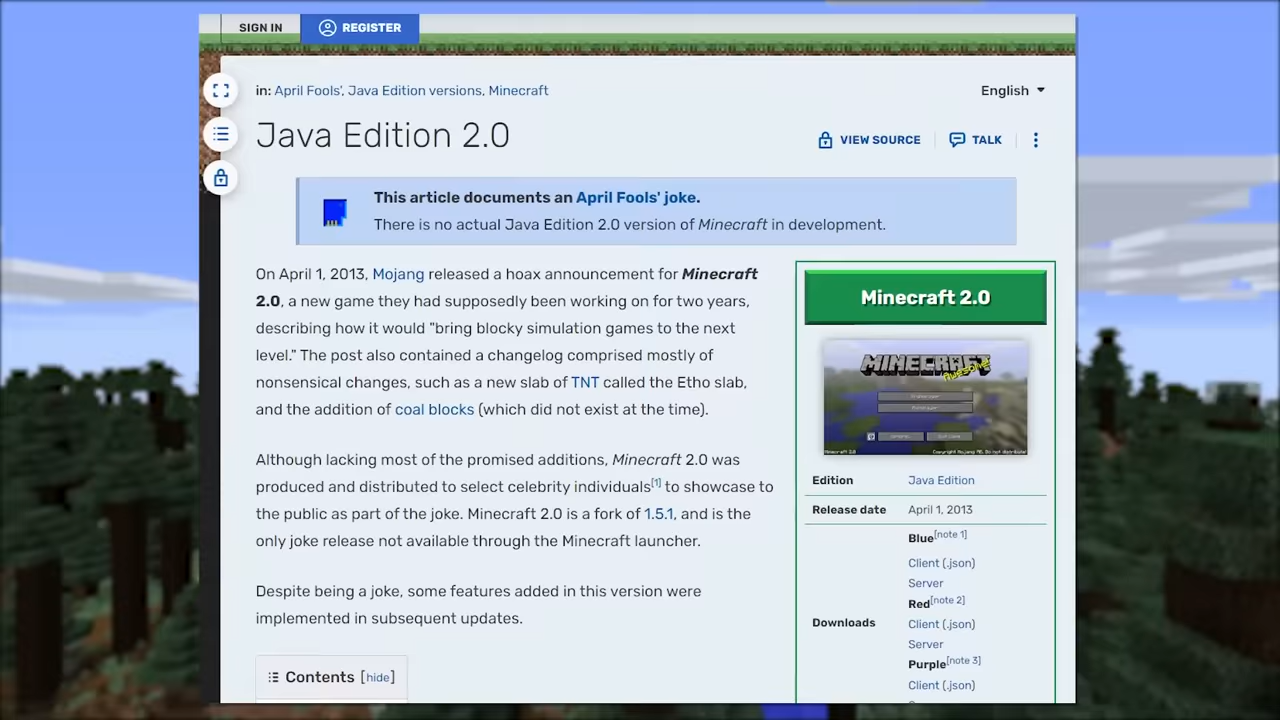 SIGN IN
REGISTER
in: April Fools', Java Edition versions, Minecraft
English
Java Edition 2.0
VIEW SOURCE
TALK
This article documents an April Fools' joke.
There is no actual Java Edition 2.0 version of Minecraft in development.
On April 1, 2013, Mojang released a hoax announcement for Minecraft
2.0, a new game they had supposedly been working on for two years,
describing how it would "bring blocky simulation games to the next
level." The post also contained a changelog comprised mostly of
nonsensical changes, such as a new slab of TNT called the Etho slab,
and the addition of coal blocks (which did not exist at the time).
Although lacking most of the promised additions, Minecraft 2.0 was
produced and distributed to select celebrity individuals[1] to showcase to
the public as part of the joke. Minecraft 2.0 is a fork of 1.5.1, and is the
only joke release not available through the Minecraft launcher.
Despite being a joke, some features added in this version were
implemented in subsequent updates.
Contents [hide]
Minecraft 2.0
MINECRAFT
Awesome!
Minecraft 2.0
Copyright Mojang AB. Do not distribute!
Edition
Java Edition
Release date
April 1, 2013
Downloads
Blue[note 1]
Client (.json)
Server
Red[note 2]
Client (.json)
Server
Purple[note 3]
Client (.json)